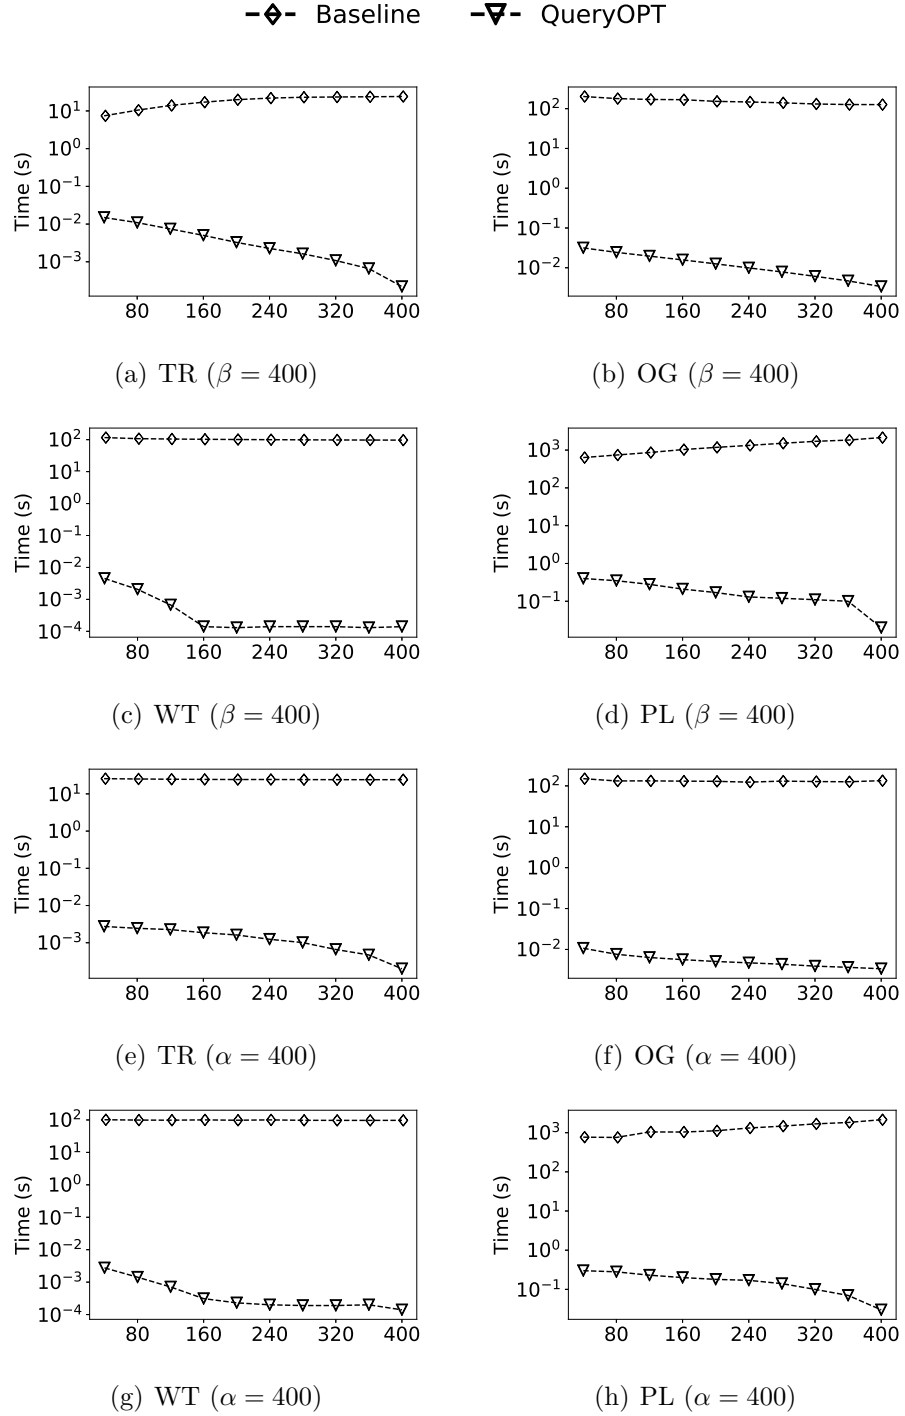 Baseline QueryOPT
Time (s)
10^1
10^0
10^−1
10^−2
10^−3
80 160 240 320 400
(a) TR (β = 400)
Time (s)
10^2
10^1
10^0
10^−1
10^−2
80 160 240 320 400
(b) OG (β = 400)
Time (s)
10^2
10^1
10^0
10^−1
10^−2
10^−3
10^−4
80 160 240 320 400
(c) WT (β = 400)
Time (s)
10^3
10^2
10^1
10^0
10^−1
80 160 240 320 400
(d) PL (β = 400)
Time (s)
10^1
10^0
10^−1
10^−2
10^−3
80 160 240 320 400
(e) TR (α = 400)
Time (s)
10^2
10^1
10^0
10^−1
10^−2
80 160 240 320 400
(f) OG (α = 400)
Time (s)
10^2
10^1
10^0
10^−1
10^−2
10^−3
10^−4
80 160 240 320 400
(g) WT (α = 400)
Time (s)
10^3
10^2
10^1
10^0
10^−1
80 160 240 320 400
(h) PL (α = 400)